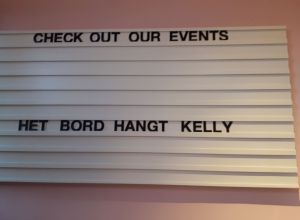 CHECK OUT OUR EVENTS
HET BORD HANGT KELLY